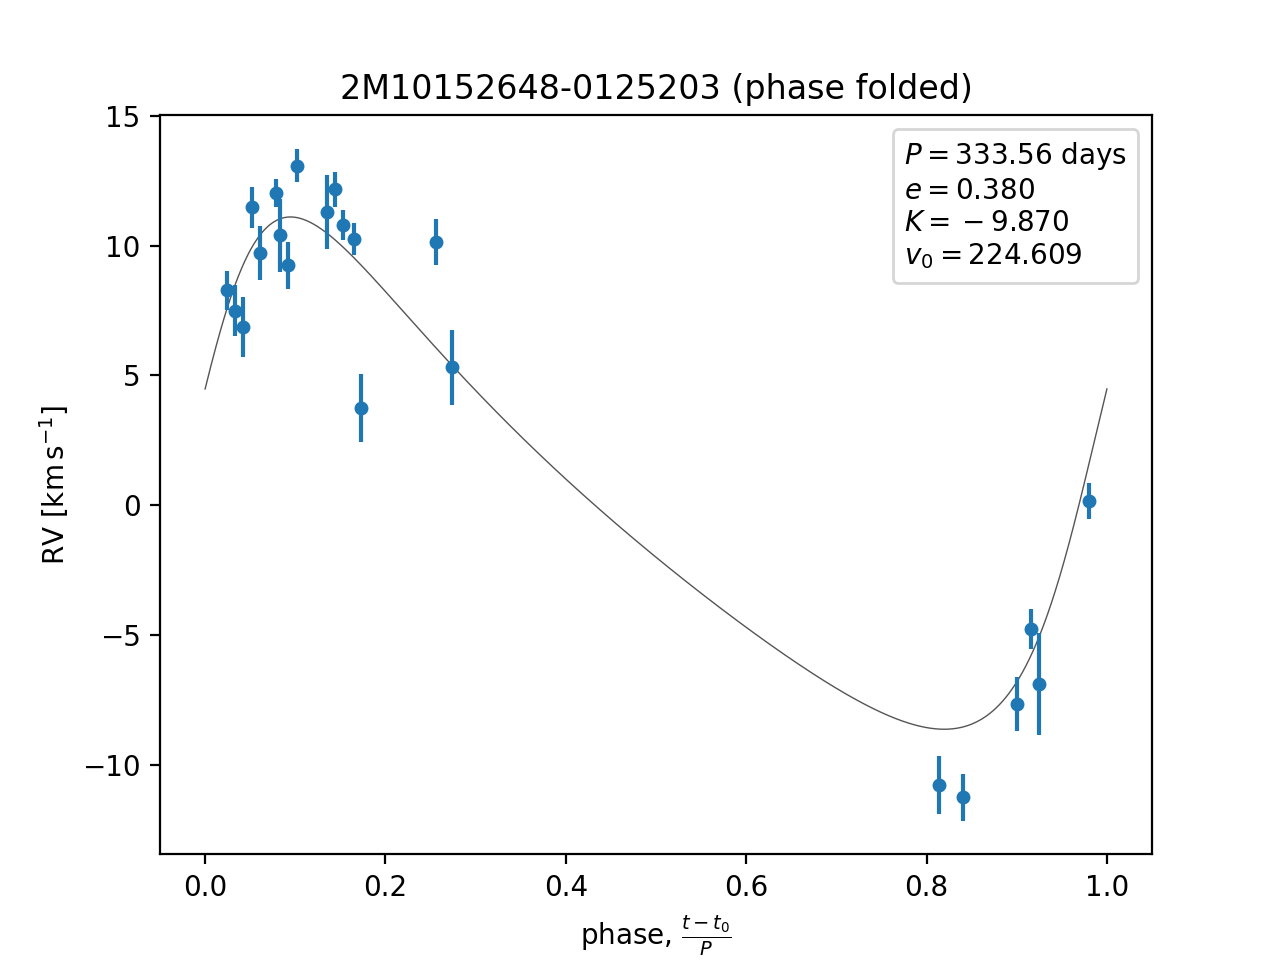 2M10152648-0125203 (phase folded)
P = 333.56 days
e = 0.380
K = −9.870
v₀ = 224.609
15
10
5
0
−5
−10
RV [km s⁻¹]
0.0 0.2 0.4 0.6 0.8 1.0
phase, (t − t₀)/P